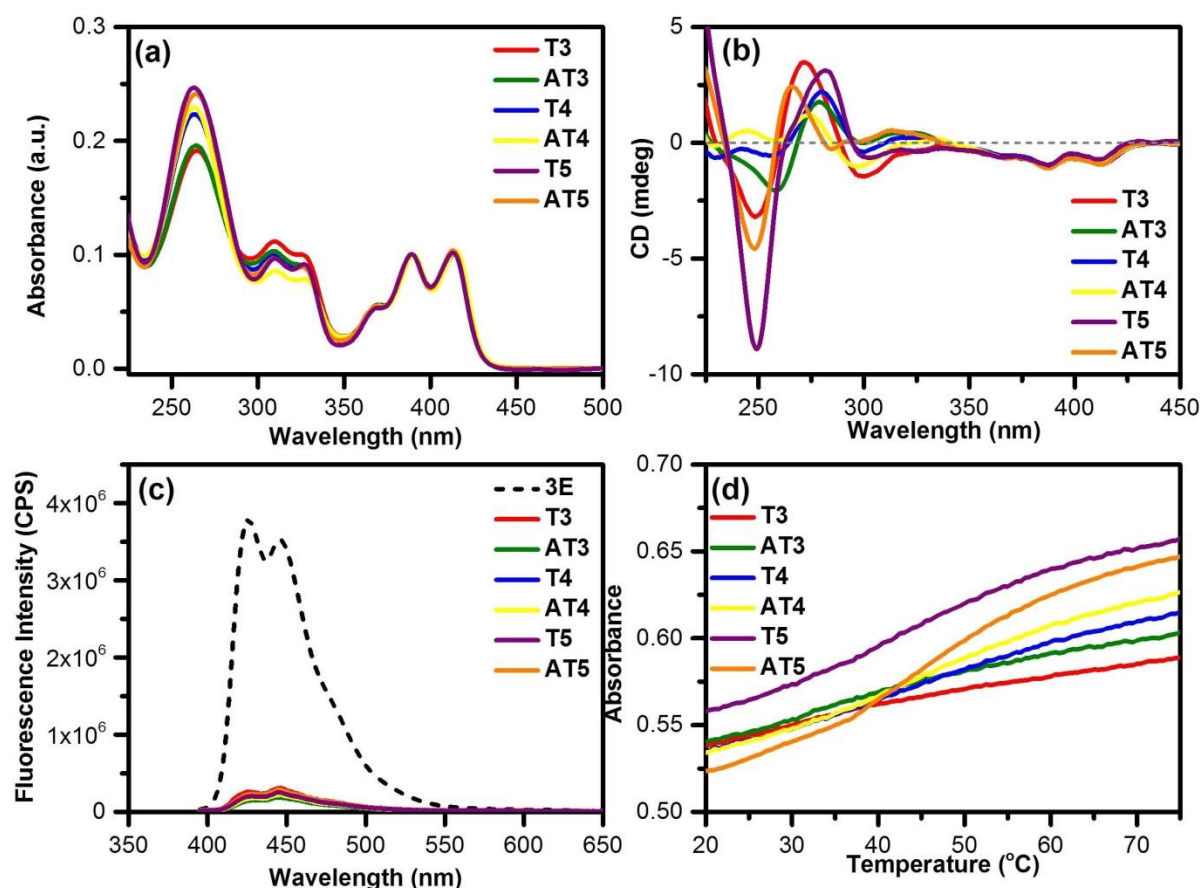 (a)
T3
AT3
T4
AT4
T5
AT5
0.3
0.2
0.1
0.0
Absorbance (a.u.)
250 300 350 400 450 500
Wavelength (nm)
(b)
T3
AT3
T4
AT4
T5
AT5
5
0
-5
-10
CD (mdeg)
250 300 350 400 450
Wavelength (nm)
(c)
3E
T3
AT3
T4
AT4
T5
AT5
4x10⁶
3x10⁶
2x10⁶
1x10⁶
0
Fluorescence Intensity (CPS)
350 400 450 500 550 600 650
Wavelength (nm)
(d)
T3
AT3
T4
AT4
T5
AT5
0.70
0.65
0.60
0.55
0.50
Absorbance
20 30 40 50 60 70
Temperature (°C)